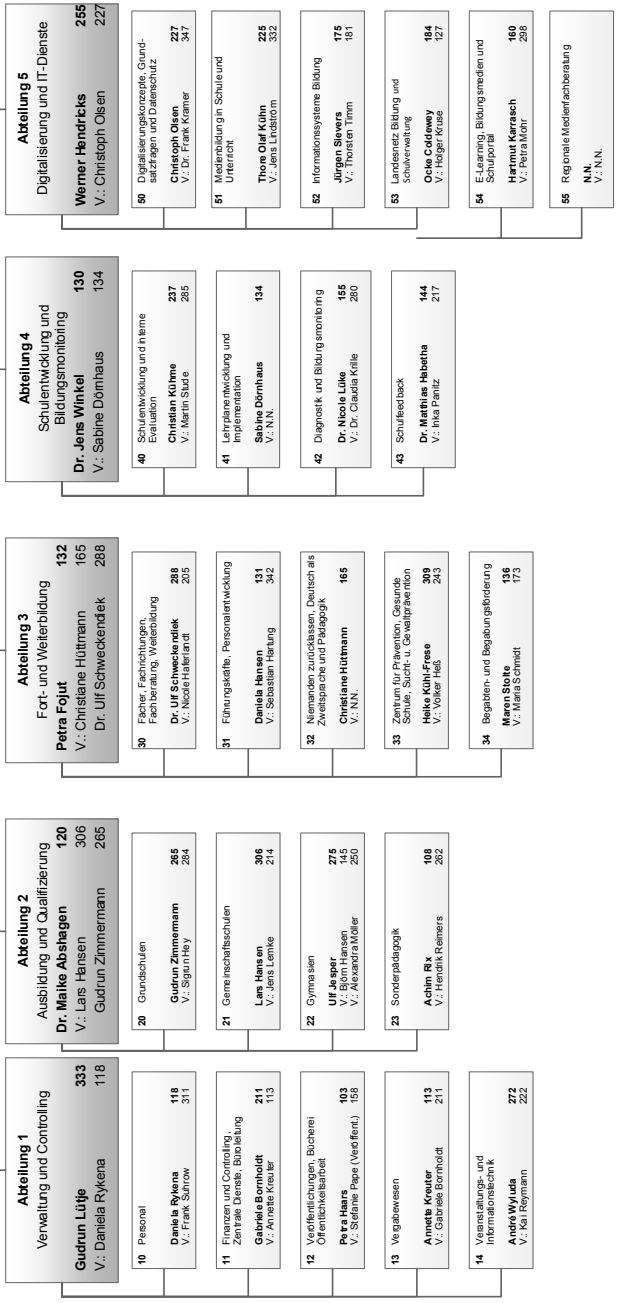 Abteilung 1
Verwaltung und Controlling
Gudrun Lütje 333
V.: Daniela Rykena 118
10 Personal
Daniela Rykena 118
V.: Frank Suhrow 311
11 Finanzen und Controlling,
Zentrale Dienste, Büroleitung
Gabriele Bornholdt 211
V.: Annette Kreuter 113
12 Veröffentlichungen, Bücherei
Öffentlichkeitsarbeit
Petra Haars 103
V.: Stefanie Pape (Veröffent.) 158
13 Vergabewesen
Annette Kreuter 113
V.: Gabriele Bornholdt 211
14 Veranstaltungs- und
Informationstechnik
André Wyluda 272
V.: Kai Reymann 222
Abteilung 2
Ausbildung und Qualifizierung
Dr. Maike Abshagen 120
V.: Lars Hansen 306
Gudrun Zimmermann 265
20 Grundschulen
Gudrun Zimmermann 265
V.: Sigrun Hey 284
21 Gemeinschaftsschulen
Lars Hansen 306
V.: Jens Lemke 214
22 Gymnasien
Ulf Jesper 275
V.: Björn Hansen 145
V.: Alexandra Möller 250
23 Sonderpädagogik
Achim Rix 108
V.: Hendrik Reimers 262
Abteilung 3
Fort- und Weiterbildung
Petra Fojut 132
V.: Christiane Hüttmann 165
Dr. Ulf Schweckendiek 288
30 Fächer, Fachrichtungen,
Fachberatung, Weiterbildung
Dr. Ulf Schweckendiek 288
V.: Nicole Haferlandt 205
31 Führungskräfte, Personalentwicklung
Daniela Hansen 131
V.: Sebastian Hartung 342
32 Niemanden zurücklassen, Deutsch als
Zweitsprache und Pädagogik
Christiane Hüttmann 165
V.: N.N.
33 Zentrum für Prävention, Gesunde
Schule, Sucht- u. Gewaltprävention
Heike Kühl-Frese 309
V.: Volker Heß 243
34 Begabten- und Begabungsförderung
Maren Stolte 136
V.: Maria Schmidt 173
Abteilung 4
Schulentwicklung und
Bildungsmonitoring
Dr. Jens Winkel 130
V.: Sabine Dörnhaus 134
40 Schulentwicklung und interne
Evaluation
Christian Kühme 237
V.: Martin Stude 285
41 Lehrplanentwicklung und
Implementation
Sabine Dörnhaus 134
V.: N.N.
42 Diagnostik und Bildungsmonitoring
Dr. Nicole Lüke 155
V.: Dr. Claudia Krille 280
43 Schulfeedback
Dr. Matthias Habetha 144
V.: Inka Panitz 217
Abteilung 5
Digitalisierung und IT-Dienste
Werner Hendricks 255
V.: Christoph Olsen 227
50 Digitalisierungskonzepte, Grund-
satzfragen und Datenschutz
Christoph Olsen 227
V.: Dr. Frank Kramer 347
51 Medienbildung in Schule und
Unterricht
Thore Olaf Kühn 225
V.: Jens Lindström 332
52 Informationssysteme Bildung
Jürgen Sievers 175
V.: Thorsten Timm 181
53 Landesnetz Bildung und
Schulverwaltung
Ocke Coldewey 184
V.: Holger Kruse 127
54 E-Learning, Bildungsmedien und
Schulportal
Hartmut Karrasch 160
V.: Petra Mohr 298
55 Regionale Medienfachberatung
N.N.
V.: N.N.